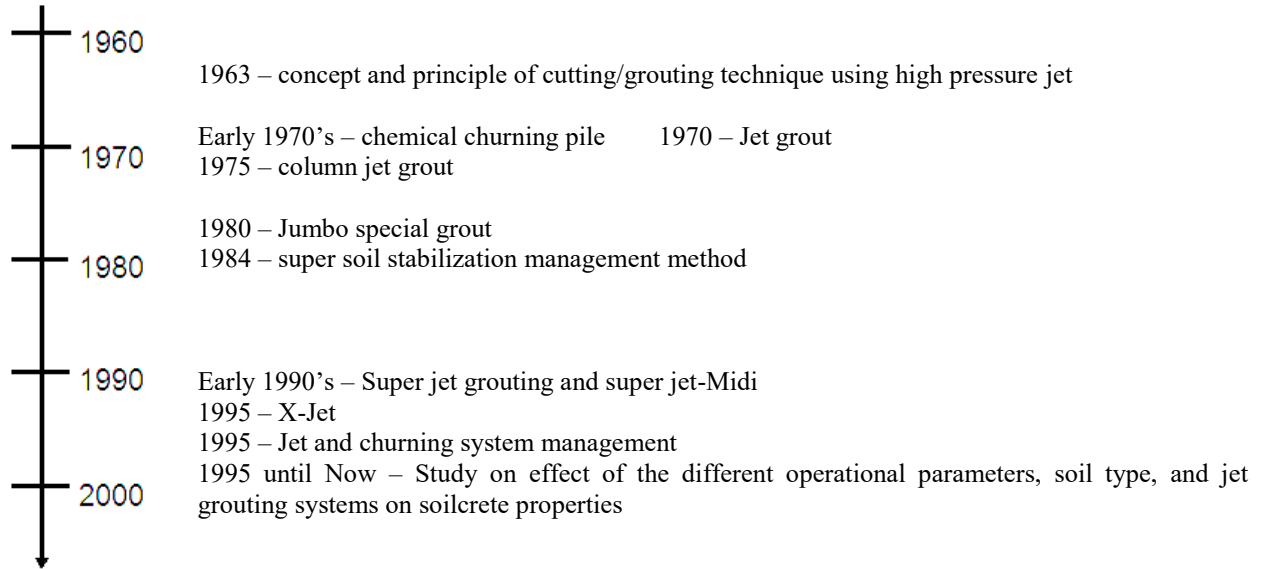 1960
1963 – concept and principle of cutting/grouting technique using high pressure jet
Early 1970’s – chemical churning pile 1970 – Jet grout
1970
1975 – column jet grout
1980 – Jumbo special grout
1984 – super soil stabilization management method
1980
1990
Early 1990’s – Super jet grouting and super jet-Midi
1995 – X-Jet
1995 – Jet and churning system management
1995 until Now – Study on effect of the different operational parameters, soil type, and jet
2000
grouting systems on soilcrete properties